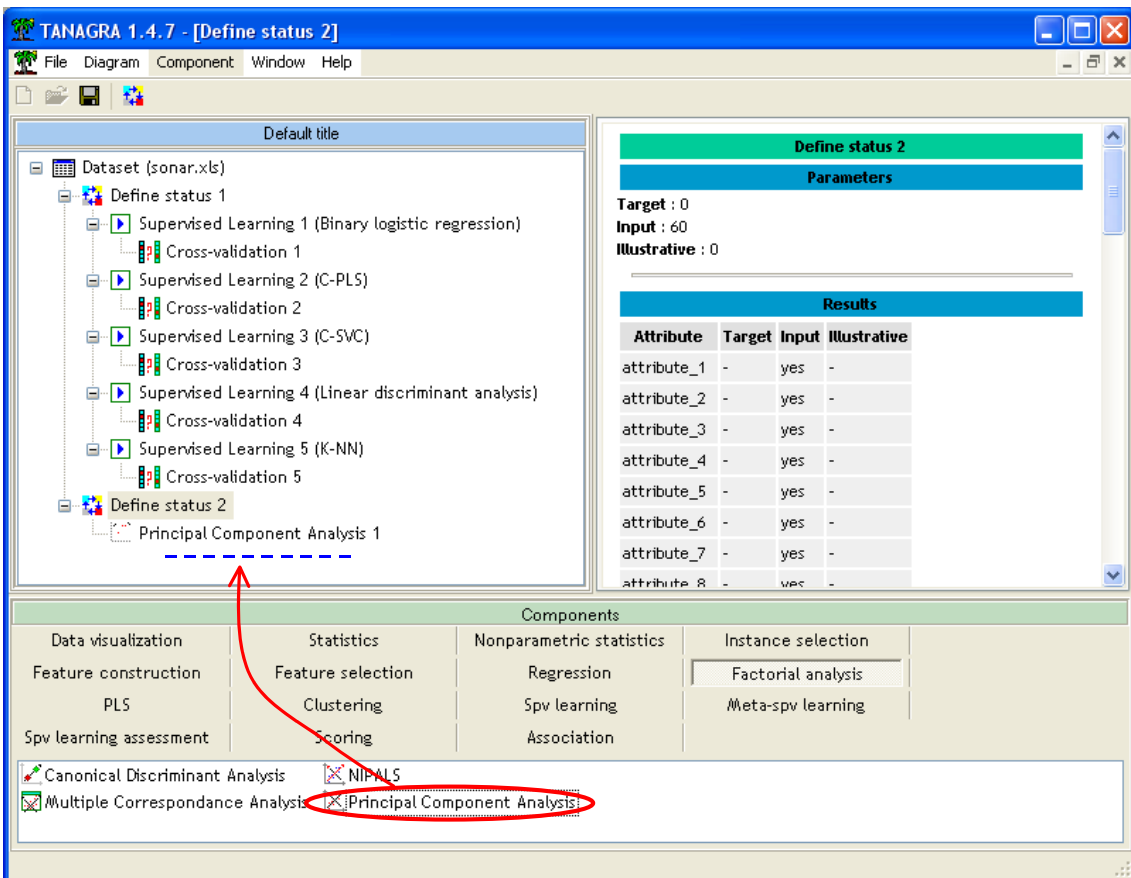 TANAGRA 1.4.7 - [Define status 2]
File Diagram Component Window Help
Default title
Dataset (sonar.xls)
Define status 1
Supervised Learning 1 (Binary logistic regression)
Cross-validation 1
Supervised Learning 2 (C-PLS)
Cross-validation 2
Supervised Learning 3 (C-SVC)
Cross-validation 3
Supervised Learning 4 (Linear discriminant analysis)
Cross-validation 4
Supervised Learning 5 (K-NN)
Cross-validation 5
Define status 2
Principal Component Analysis 1
Define status 2
Parameters
Target : 0
Input : 60
Illustrative : 0
Results
Attribute Target Input Illustrative
attribute_1 - yes -
attribute_2 - yes -
attribute_3 - yes -
attribute_4 - yes -
attribute_5 - yes -
attribute_6 - yes -
attribute_7 - yes -
attribute_8 - yes -
Components
Data visualization Statistics Nonparametric statistics Instance selection
Feature construction Feature selection Regression Factorial analysis
PLS Clustering Spv learning Meta-spv learning
Spv learning assessment Scoring Association
Canonical Discriminant Analysis NIPALS
Multiple Correspondance Analysis Principal Component Analysis